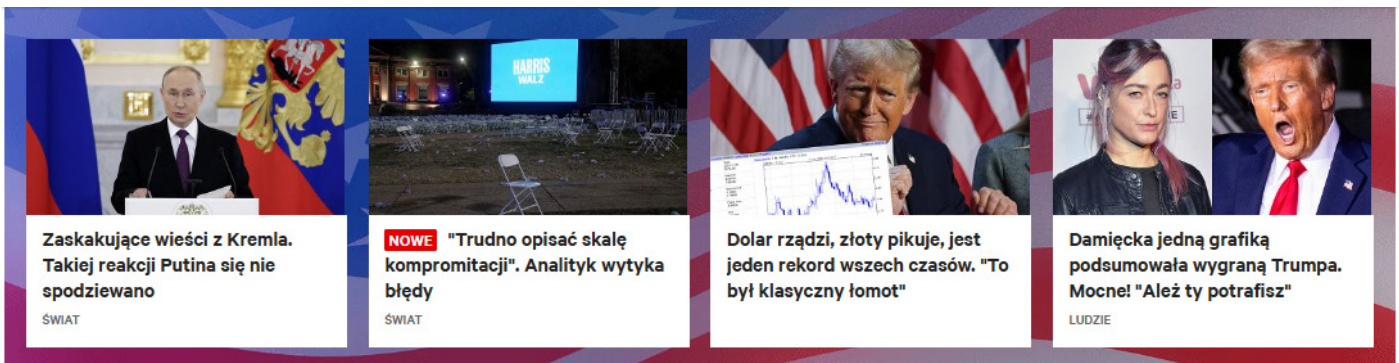 HARRIS
WALZ
Zaskakujące wieści z Kremla.
Takiej reakcji Putina się nie
spodziewano
ŚWIAT
NOWE "Trudno opisać skalę
kompromitacji". Analityk wytyka
błędy
ŚWIAT
Dolar rządzi, złoty pikuje, jest
jeden rekord wszech czasów. "To
był klasyczny łomot"
Damięcka jedną grafiką
podsumowała wygraną Trumpa.
Mocne! "Ależ ty potrafisz"
LUDZIE